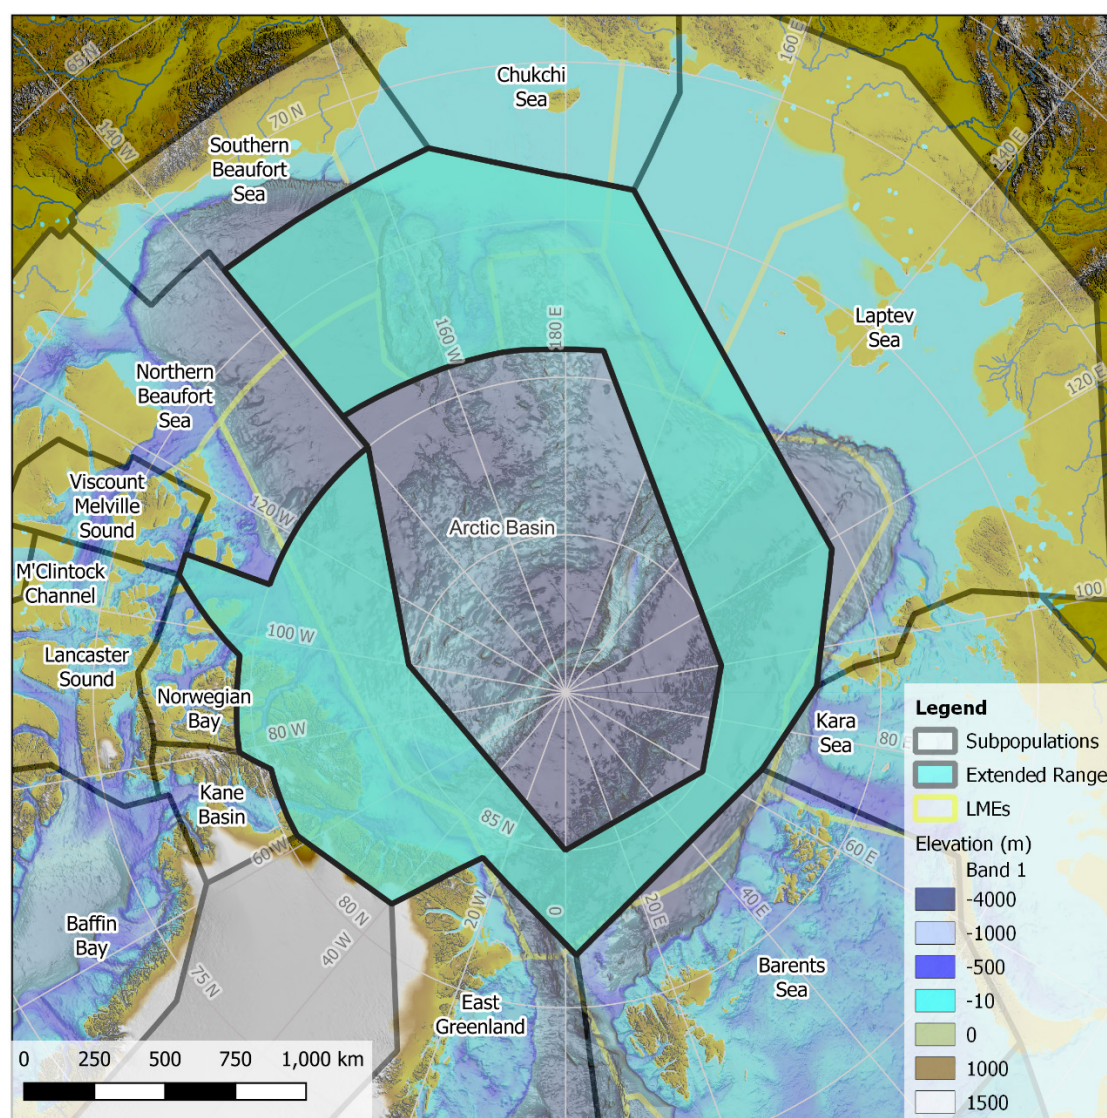 Chukchi
Sea
160 E
65 N
70 N
140 W
140 E
Southern
Beaufort
Sea
Laptev
Sea
180 E
160 W
120 E
Northern
Beaufort
Sea
Viscount
Melville
Sound
120 W
Arctic Basin
M'Clintock
Channel
100
100 W
Lancaster
Sound
Norwegian
Bay
80 W
Kara
Sea
80 E
Kane
Basin
85 N
60 W
60 E
80 N
40 W
20 W
0
20 E
40 E
Baffin
Bay
75 N
East
Greenland
Barents
Sea
Legend
Subpopulations
Extended Range
LMEs
Elevation (m)
Band 1
-4000
-1000
-500
-10
0
1000
1500
0 250 500 750 1,000 km